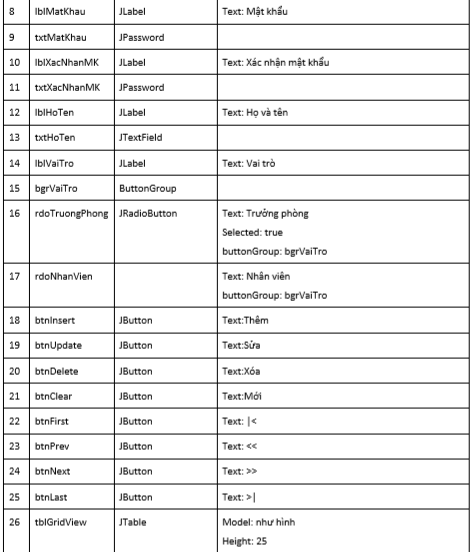 8 lblMatKhau JLabel Text: Mật khẩu
9 txtMatKhau JPassword
10 lblXacNhanMK JLabel Text: Xác nhận mật khẩu
11 txtXacNhanMK JPassword
12 lblHoTen JLabel Text: Họ và tên
13 txtHoTen JTextField
14 lblVaiTro JLabel Text: Vai trò
15 bgrVaiTro ButtonGroup
16 rdoTruongPhong JRadioButton Text: Trưởng phòng
Selected: true
buttonGroup: bgrVaiTro
17 rdoNhanVien Text: Nhân viên
buttonGroup: bgrVaiTro
18 btnInsert JButton Text:Thêm
19 btnUpdate JButton Text:Sửa
20 btnDelete JButton Text:Xóa
21 btnClear JButton Text:Mới
22 btnFirst JButton Text: |<
23 btnPrev JButton Text: <<
24 btnNext JButton Text: >>
25 btnLast JButton Text: >|
26 tblGridView JTable Model: như hình
Height: 25